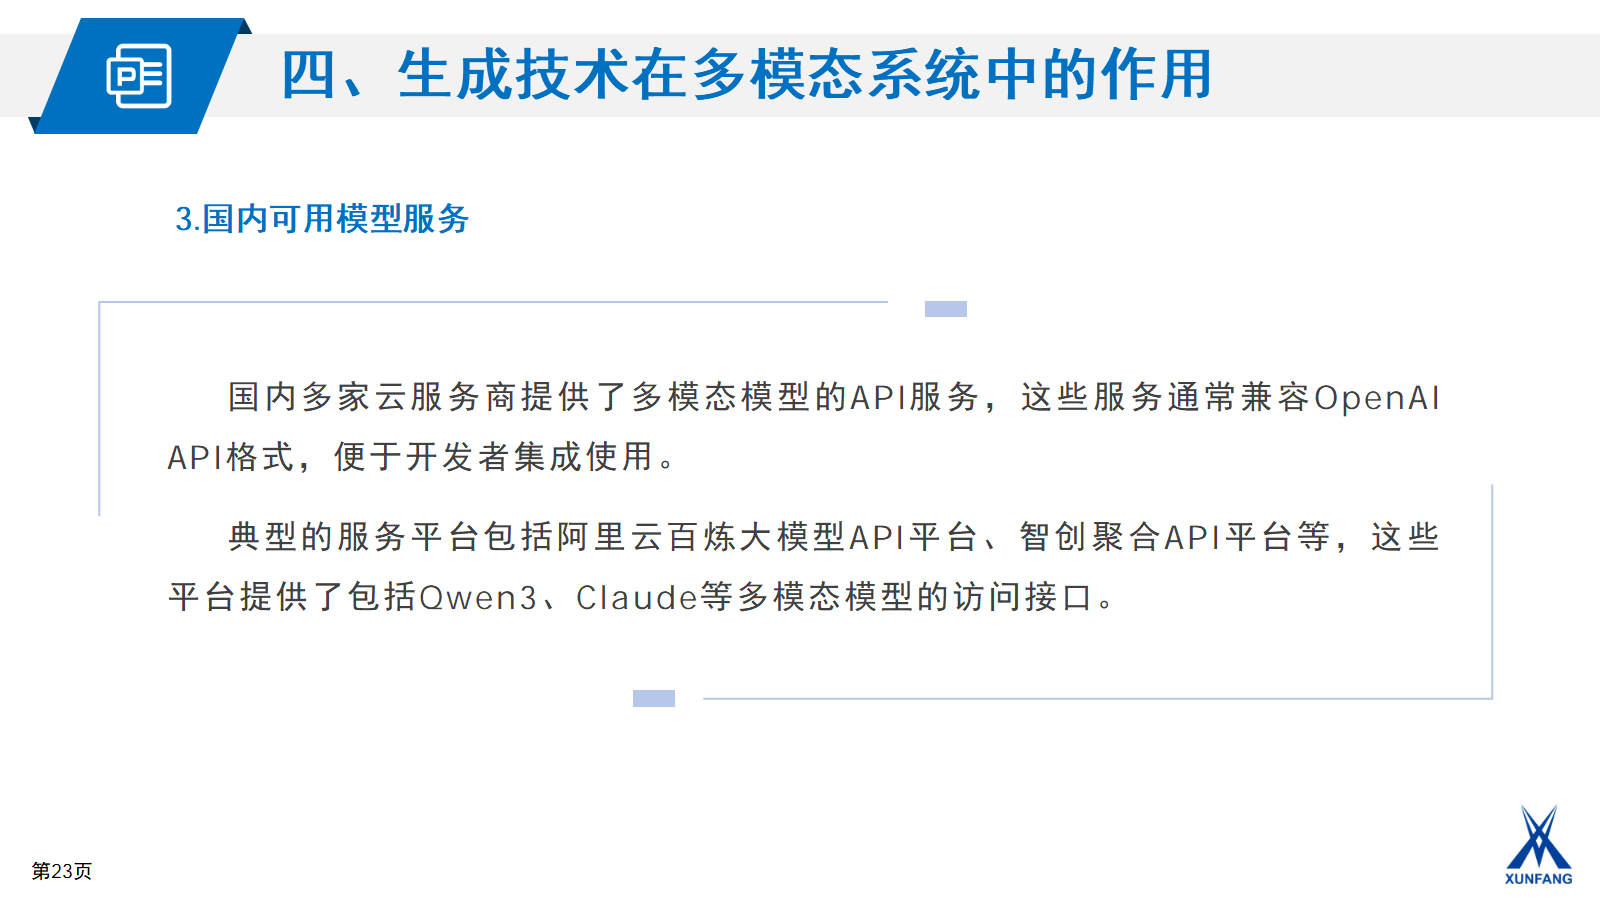 四、生成技术在多模态系统中的作用
3.国内可用模型服务
国内多家云服务商提供了多模态模型的API服务，这些服务通常兼容OpenAI
API格式，便于开发者集成使用。
典型的服务平台包括阿里云百炼大模型API平台、智创聚合API平台等，这些
平台提供了包括Qwen3、Claude等多模态模型的访问接口。
第23页
XUNFANG